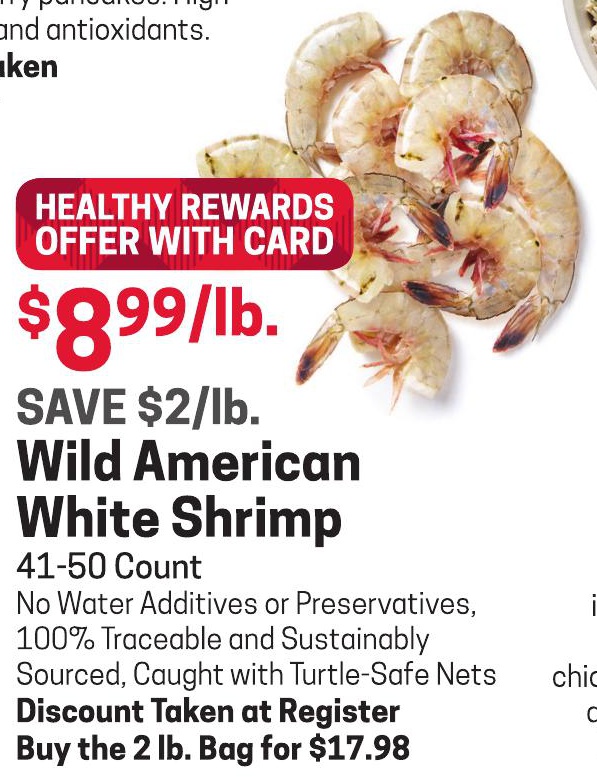 and antioxidants.
HEALTHY REWARDS
OFFER WITH CARD
$8.99/lb.
SAVE $2/lb.
Wild American
White Shrimp
41-50 Count
No Water Additives or Preservatives,
100% Traceable and Sustainably
Sourced, Caught with Turtle-Safe Nets
Discount Taken at Register
Buy the 2 lb. Bag for $17.98